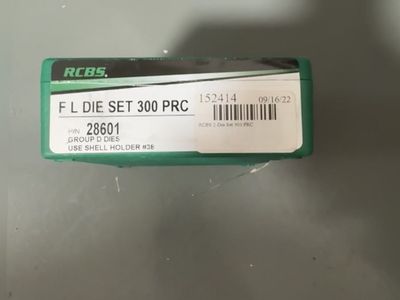 RCBS.
F L DIE SET 300 PRC
P/N 28601
GROUP D DIES
USE SHELL HOLDER #38
152414 09/16/22
RCBS 2-Die Set 300 PRC